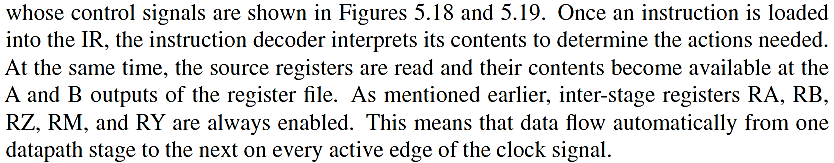 whose control signals are shown in Figures 5.18 and 5.19. Once an instruction is loaded
into the IR, the instruction decoder interprets its contents to determine the actions needed.
At the same time, the source registers are read and their contents become available at the
A and B outputs of the register file. As mentioned earlier, inter-stage registers RA, RB,
RZ, RM, and RY are always enabled. This means that data flow automatically from one
datapath stage to the next on every active edge of the clock signal.